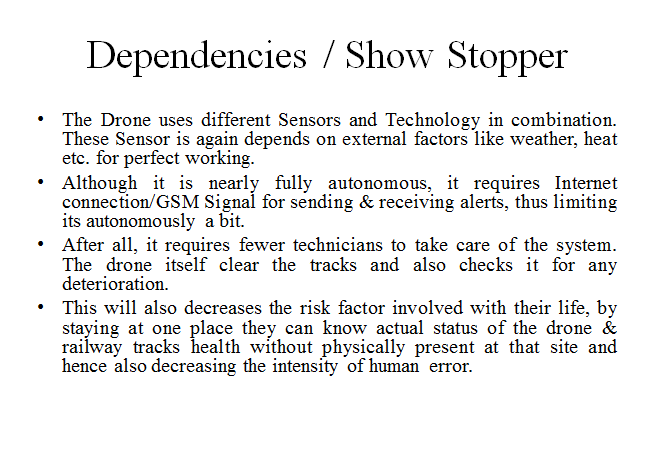 Dependencies / Show Stopper
• The Drone uses different Sensors and Technology in combination.
These Sensor is again depends on external factors like weather, heat
etc. for perfect working.
• Although it is nearly fully autonomous, it requires Internet
connection/GSM Signal for sending & receiving alerts, thus limiting
its autonomously a bit.
• After all, it requires fewer technicians to take care of the system.
The drone itself clear the tracks and also checks it for any
deterioration.
• This will also decreases the risk factor involved with their life, by
staying at one place they can know actual status of the drone &
railway tracks health without physically present at that site and
hence also decreasing the intensity of human error.